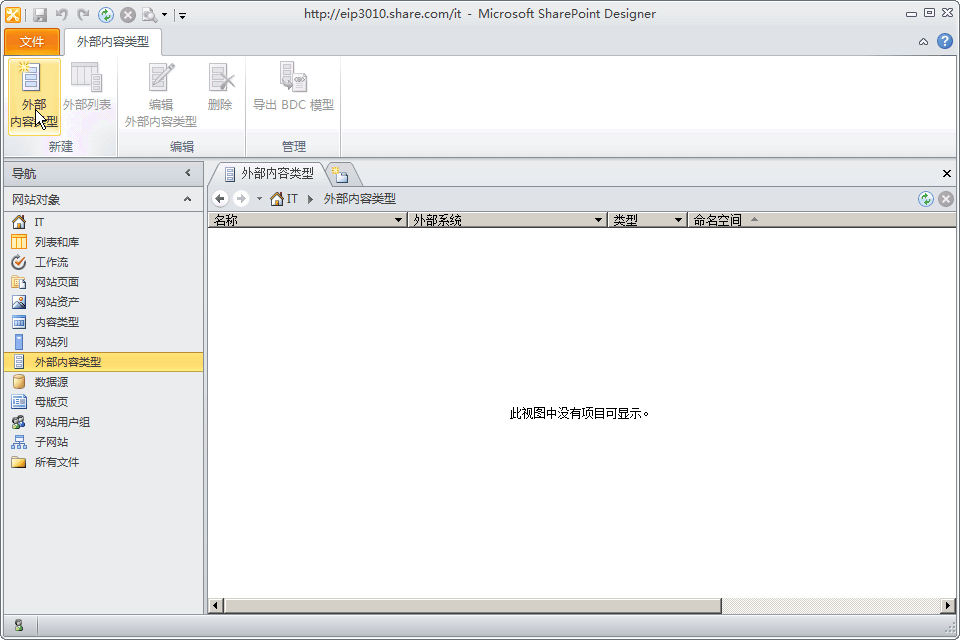 http://eip3010.share.com/it - Microsoft SharePoint Designer
文件
外部内容类型
外部
内容类型
外部列表
编辑
外部内容类型
删除
导出 BDC 模型
新建
编辑
管理
导航
网站对象
IT
列表和库
工作流
网站页面
网站资产
内容类型
网站列
外部内容类型
数据源
母版页
网站用户组
子网站
所有文件
外部内容类型
IT
外部内容类型
名称
外部系统
类型
命名空间
此视图中没有项目可显示。